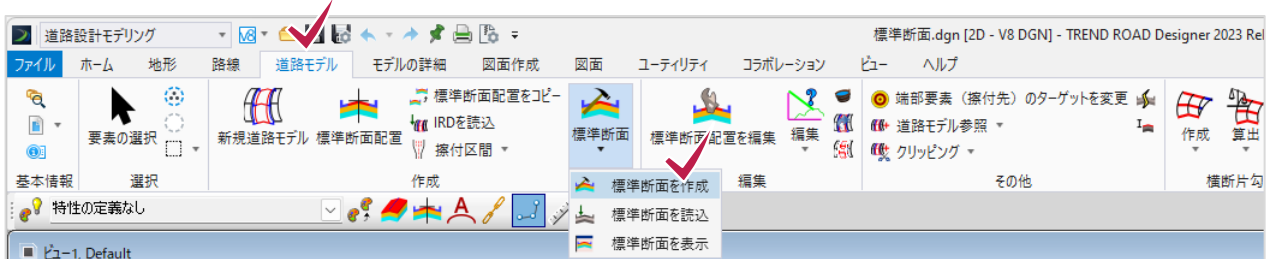 道路設計モデリング
標準断面.dgn [2D - V8 DGN] - TREND ROAD Designer 2023 Rel
ファイル ホーム 地形 路線 道路モデル モデルの詳細 図面作成 図面 ユーティリティ コラボレーション ビュー ヘルプ
要素の選択
基本情報
選択
新規道路モデル
標準断面配置
標準断面配置をコピー
IRDを読込
擦付区間
標準断面
作成
標準断面配置を編集
編集
編集
端部要素（擦付先）のターゲットを変更
道路モデル参照
クリッピング
その他
作成
算出
横断片勾
標準断面を作成
標準断面を読込
標準断面を表示
特性の定義なし
ビュー1, Default